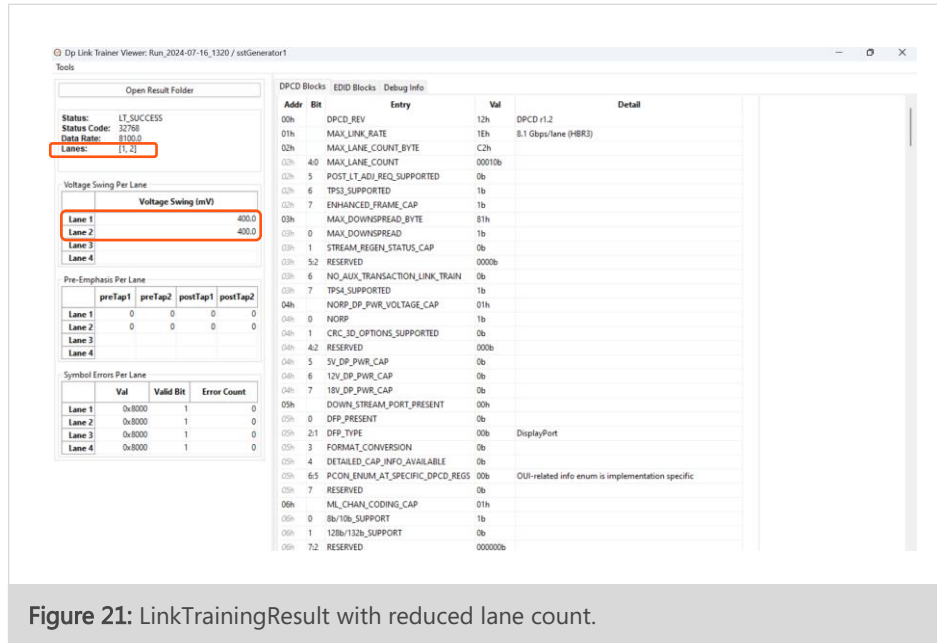 Dp Link Trainer Viewer: Run_2024-07-16_1320 / sstGenerator1
Tools
Open Result Folder
Status: LT_SUCCESS
Status Code: 32768
Data Rate: 8100.0
Lanes: [1, 2]
Voltage Swing Per Lane
Voltage Swing (mV)
Lane 1 400.0
Lane 2 400.0
Lane 3
Lane 4
Pre-Emphasis Per Lane
preTap1 preTap2 postTap1 postTap2
Lane 1 0 0 0 0
Lane 2 0 0 0 0
Lane 3
Lane 4
Symbol Errors Per Lane
Val Valid Bit Error Count
Lane 1 0x8000 1 0
Lane 2 0x8000 1 0
Lane 3 0x8000 1 0
Lane 4 0x8000 1 0
DPCD Blocks EDID Blocks Debug Info
Addr Bit Entry Val Detail
00h DPCD_REV 12h DPCD r1.2
01h MAX_LINK_RATE 1Eh 8.1 Gbps/lane (HBR3)
02h MAX_LANE_COUNT_BYTE C2h
02h 4:0 MAX_LANE_COUNT 00010b
02h 5 POST_LT_ADJ_REQ_SUPPORTED 0b
02h 6 TPS3_SUPPORTED 1b
02h 7 ENHANCED_FRAME_CAP 1b
03h MAX_DOWNSPREAD_BYTE 81h
03h 0 MAX_DOWNSPREAD 1b
03h 1 STREAM_REGEN_STATUS_CAP 0b
03h 5:2 RESERVED 0000b
03h 6 NO_AUX_TRANSACTION_LINK_TRAIN 0b
03h 7 TPS4_SUPPORTED 1b
04h NORP_DP_PWR_VOLTAGE_CAP 01h
04h 0 NORP 1b
04h 1 CRC_3D_OPTIONS_SUPPORTED 0b
04h 4:2 RESERVED 000b
04h 5 5V_DP_PWR_CAP 0b
04h 6 12V_DP_PWR_CAP 0b
04h 7 18V_DP_PWR_CAP 0b
05h DOWN_STREAM_PORT_PRESENT 00h
05h 0 DFP_PRESENT 0b
05h 2:1 DFP_TYPE 00b DisplayPort
05h 3 FORMAT_CONVERSION 0b
05h 4 DETAILED_CAP_INFO_AVAILABLE 0b
05h 6:5 PCON_ENUM_AT_SPECIFIC_DPCD_REGS 00b OUI-related info enum is implementation specific
05h 7 RESERVED 0b
06h ML_CHAN_CODING_CAP 01h
06h 0 8b/10b_SUPPORT 1b
06h 1 128b/132b_SUPPORT 0b
06h 7:2 RESERVED 000000b
Figure 21: LinkTrainingResult with reduced lane count.